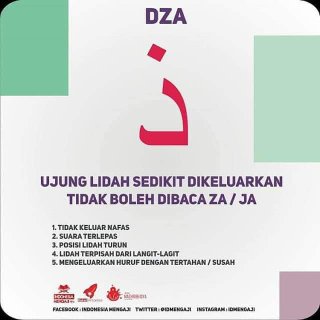 DZA
ذ
UJUNG LIDAH SEDIKIT DIKELUARKAN
TIDAK BOLEH DIBACA ZA / JA
1. TIDAK KELUAR NAFAS
2. SUARA TERLEPAS
3. POSISI LIDAH TURUN
4. LIDAH TERPISAH DARI LANGIT-LAGIT
5. MENGELUARKAN HURUF DENGAN TERTAHAN / SUSAH
INDONESIA
MENGAJI
FACEBOOK : INDONESIA MENGAJI TWITTER : @IDMENGAJI INSTAGRAM : IDMENGAJI